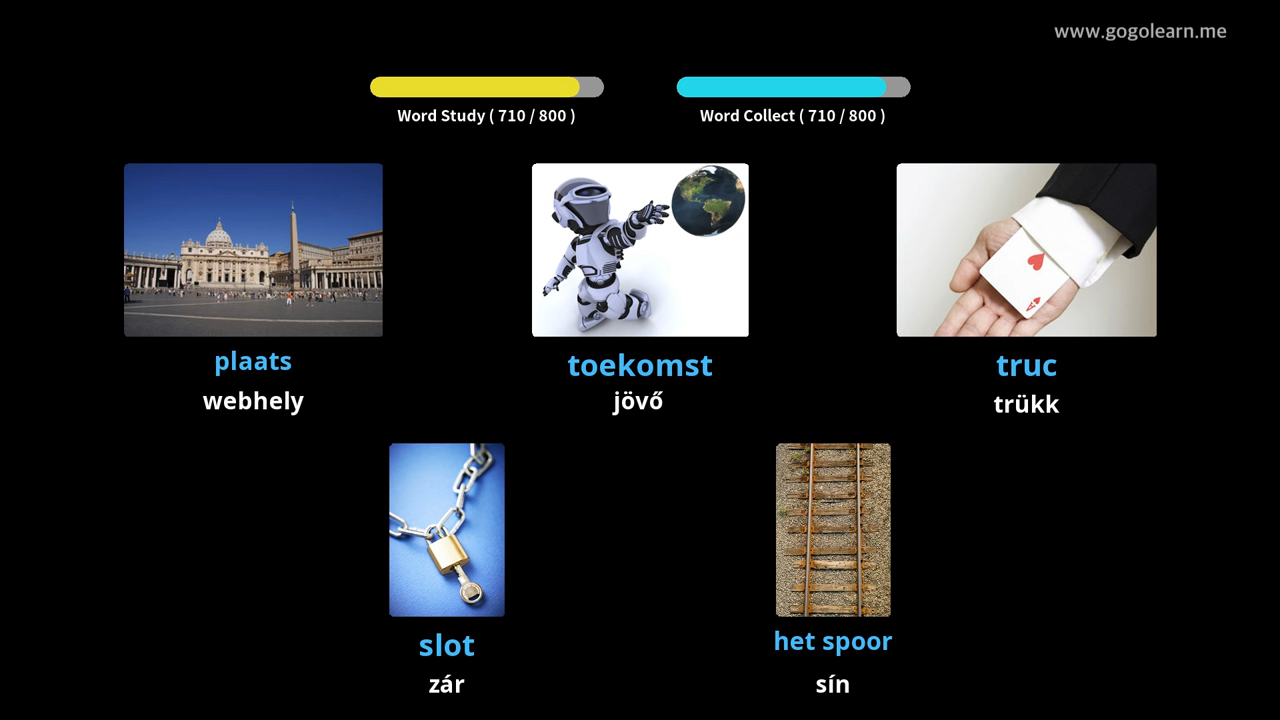 www.gogolearn.me
Word Study ( 710 / 800 )
Word Collect ( 710 / 800 )
plaats
webhely
toekomst
jövő
truc
trükk
slot
zár
het spoor
sín